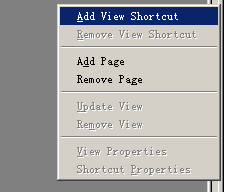 Add View Shortcut
Remove View Shortcut
Add Page
Remove Page
Update View
Remove View
View Properties
Shortcut Properties